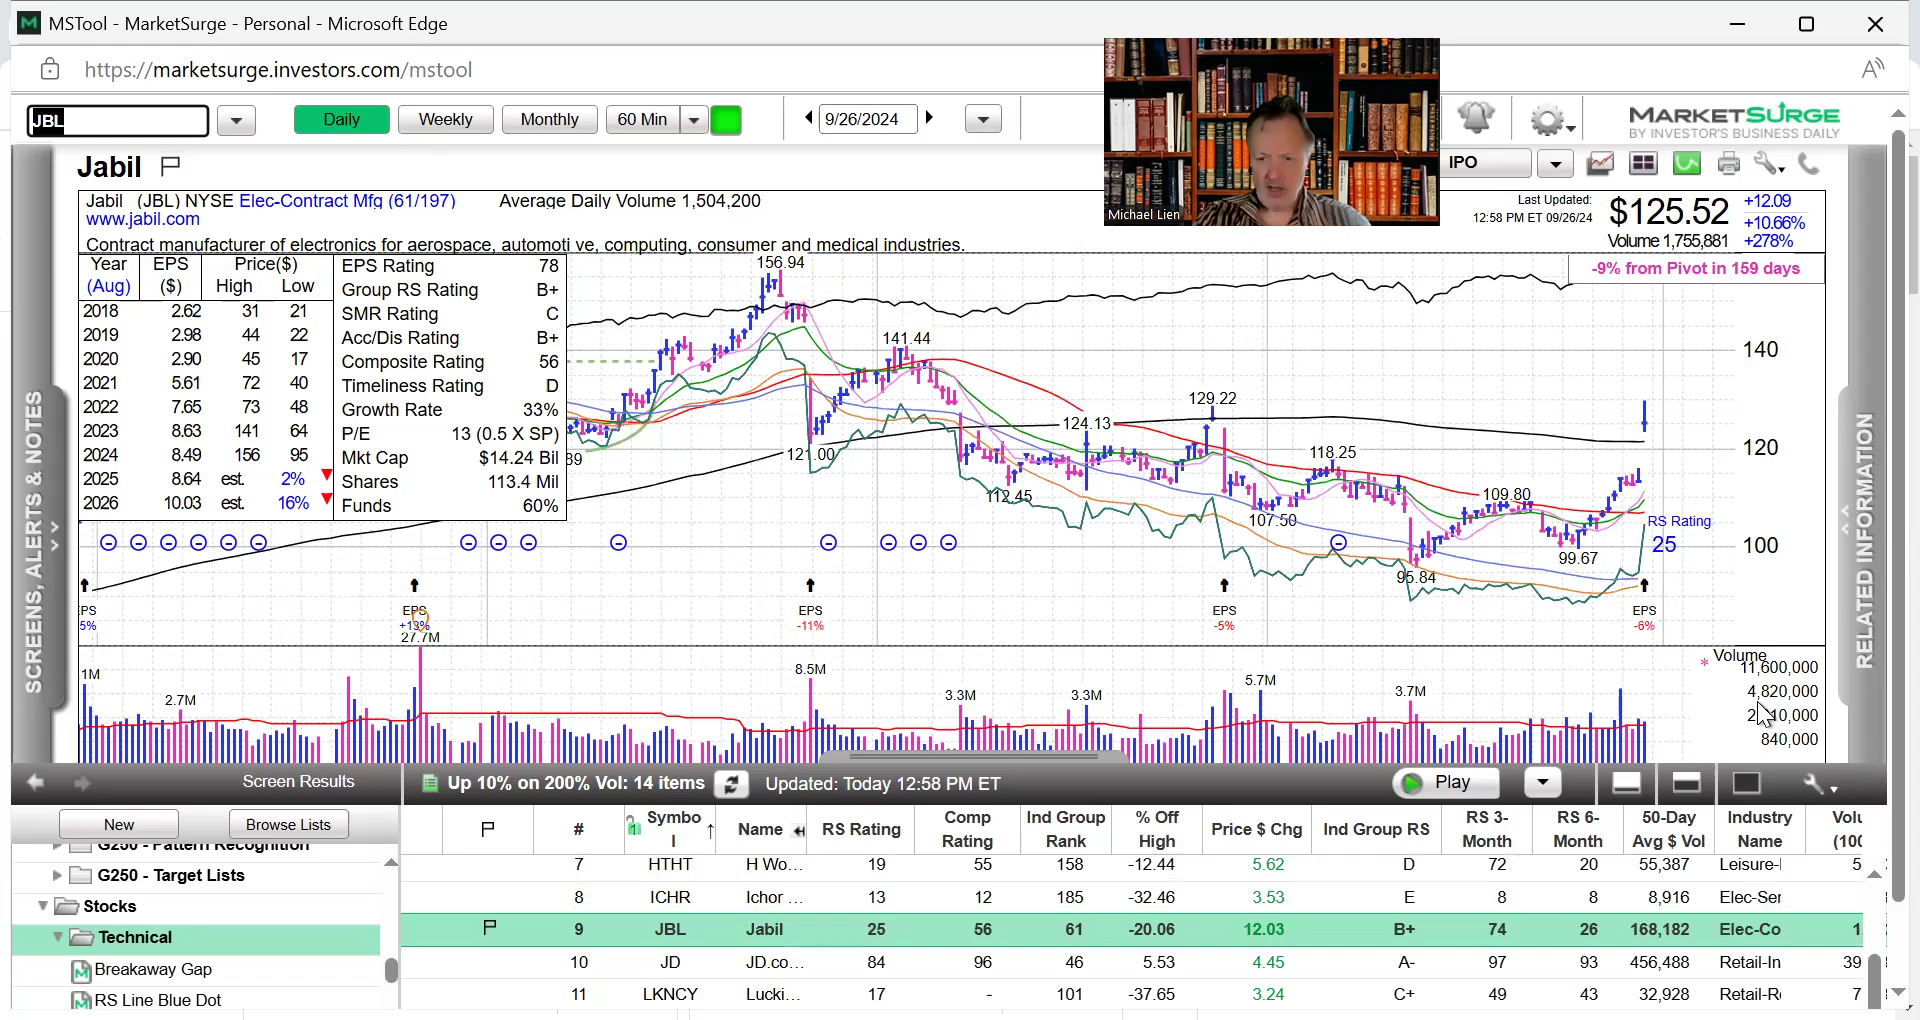 MSTool - MarketSurge - Personal - Microsoft Edge
https://marketsurge.investors.com/mstool
JBL
Daily
Weekly
Monthly
60 Min
9/26/2024
Michael Lien
MARKETSURGE
BY INVESTOR'S BUSINESS DAILY
IPO
Jabil
Jabil (JBL) NYSE Elec-Contract Mfg (61/197) Average Daily Volume 1,504,200
www.jabil.com
Contract manufacturer of electronics for aerospace, automoti ve, computing, consumer and medical industries.
Last Updated:
12:58 PM ET 09/26/24
$125.52
+12.09
+10.66%
Volume 1,755,881 +278%
-9% from Pivot in 159 days
Year EPS Price($)
(Aug) ($) High Low
2018 2.62 31 21
2019 2.98 44 22
2020 2.90 45 17
2021 5.61 72 40
2022 7.65 73 48
2023 8.63 141 64
2024 8.49 156 95
2025 8.64 est. 2%
2026 10.03 est. 16%
EPS Rating 78
Group RS Rating B+
SMR Rating C
Acc/Dis Rating B+
Composite Rating 56
Timeliness Rating D
Growth Rate 33%
P/E 13 (0.5 X SP)
Mkt Cap $14.24 Bil
Shares 113.4 Mil
Funds 60%
156.94
141.44
129.22
124.13
121.00
118.25
112.45
109.80
107.50
99.67
95.84
89
140
120
100
RS Rating
25
EPS
+13%
27.7M
EPS
-11%
EPS
-5%
EPS
-6%
PS
5%
.1M
2.7M
8.5M
3.3M
3.3M
5.7M
3.7M
* Volume
11,600,000
4,820,000
840,000
SCREENS, ALERTS & NOTES
RELATED INFORMATION
Screen Results
Up 10% on 200% Vol: 14 items
Updated: Today 12:58 PM ET
Play
New
Browse Lists
G250 - Pattern Recognition
G250 - Target Lists
Stocks
Technical
Breakaway Gap
RS Line Blue Dot
# Symbo l Name RS Rating Comp Rating Ind Group Rank % Off High Price $ Chg Ind Group RS RS 3-Month RS 6-Month 50-Day Avg $ Vol Industry Name Volu (100
7 HTHT H Wo... 19 55 158 -12.44 5.62 D 72 20 55,387 Leisure-l 5
8 ICHR Ichor ... 13 12 185 -32.46 3.53 E 8 8 8,916 Elec-Ser
9 JBL Jabil 25 56 61 -20.06 12.03 B+ 74 26 168,182 Elec-Co 1
10 JD JD.co... 84 96 46 5.53 4.45 A- 97 93 456,488 Retail-In 39
11 LKNCY Lucki... 17 - 101 -37.65 3.24 C+ 49 43 32,928 Retail-R 7